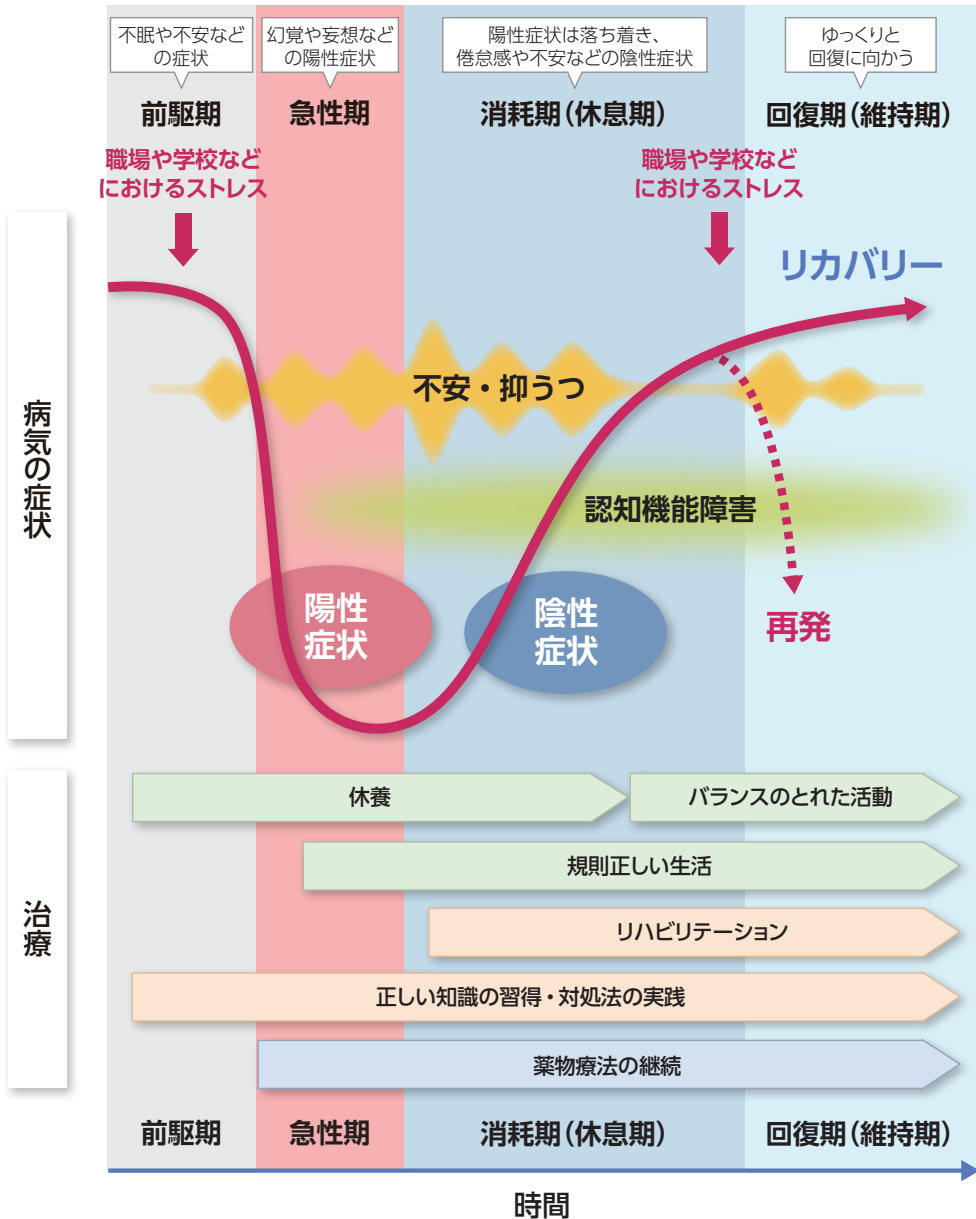 不眠や不安など
の症状
幻覚や妄想など
の陽性症状
陽性症状は落ち着き、
倦怠感や不安などの陰性症状
ゆっくりと
回復に向かう
前駆期
急性期
消耗期(休息期)
回復期(維持期)
職場や学校など
におけるストレス
職場や学校など
におけるストレス
リカバリー
不安・抑うつ
病気の症状
認知機能障害
陽性
症状
陰性
症状
再発
休養
バランスのとれた活動
規則正しい生活
治療
リハビリテーション
正しい知識の習得・対処法の実践
薬物療法の継続
前駆期
急性期
消耗期(休息期)
回復期(維持期)
時間